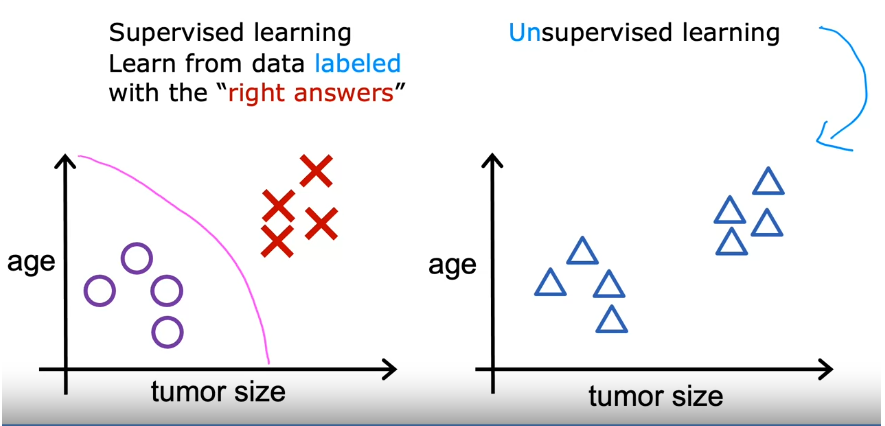 Supervised learning
Learn from data labeled
with the “right answers”
age
tumor size
Unsupervised learning
age
tumor size